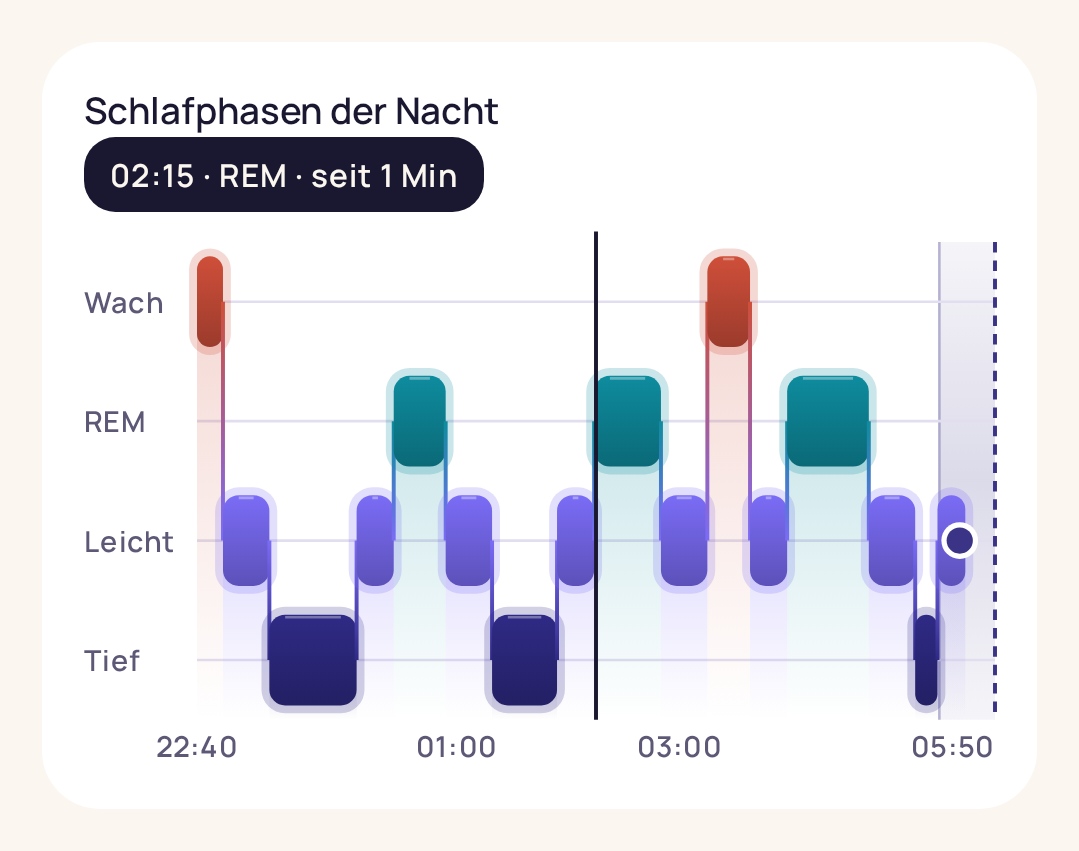 Schlafphasen der Nacht
02:15 · REM · seit 1 Min
Wach
REM
Leicht
Tief
22:40 01:00 03:00 05:50